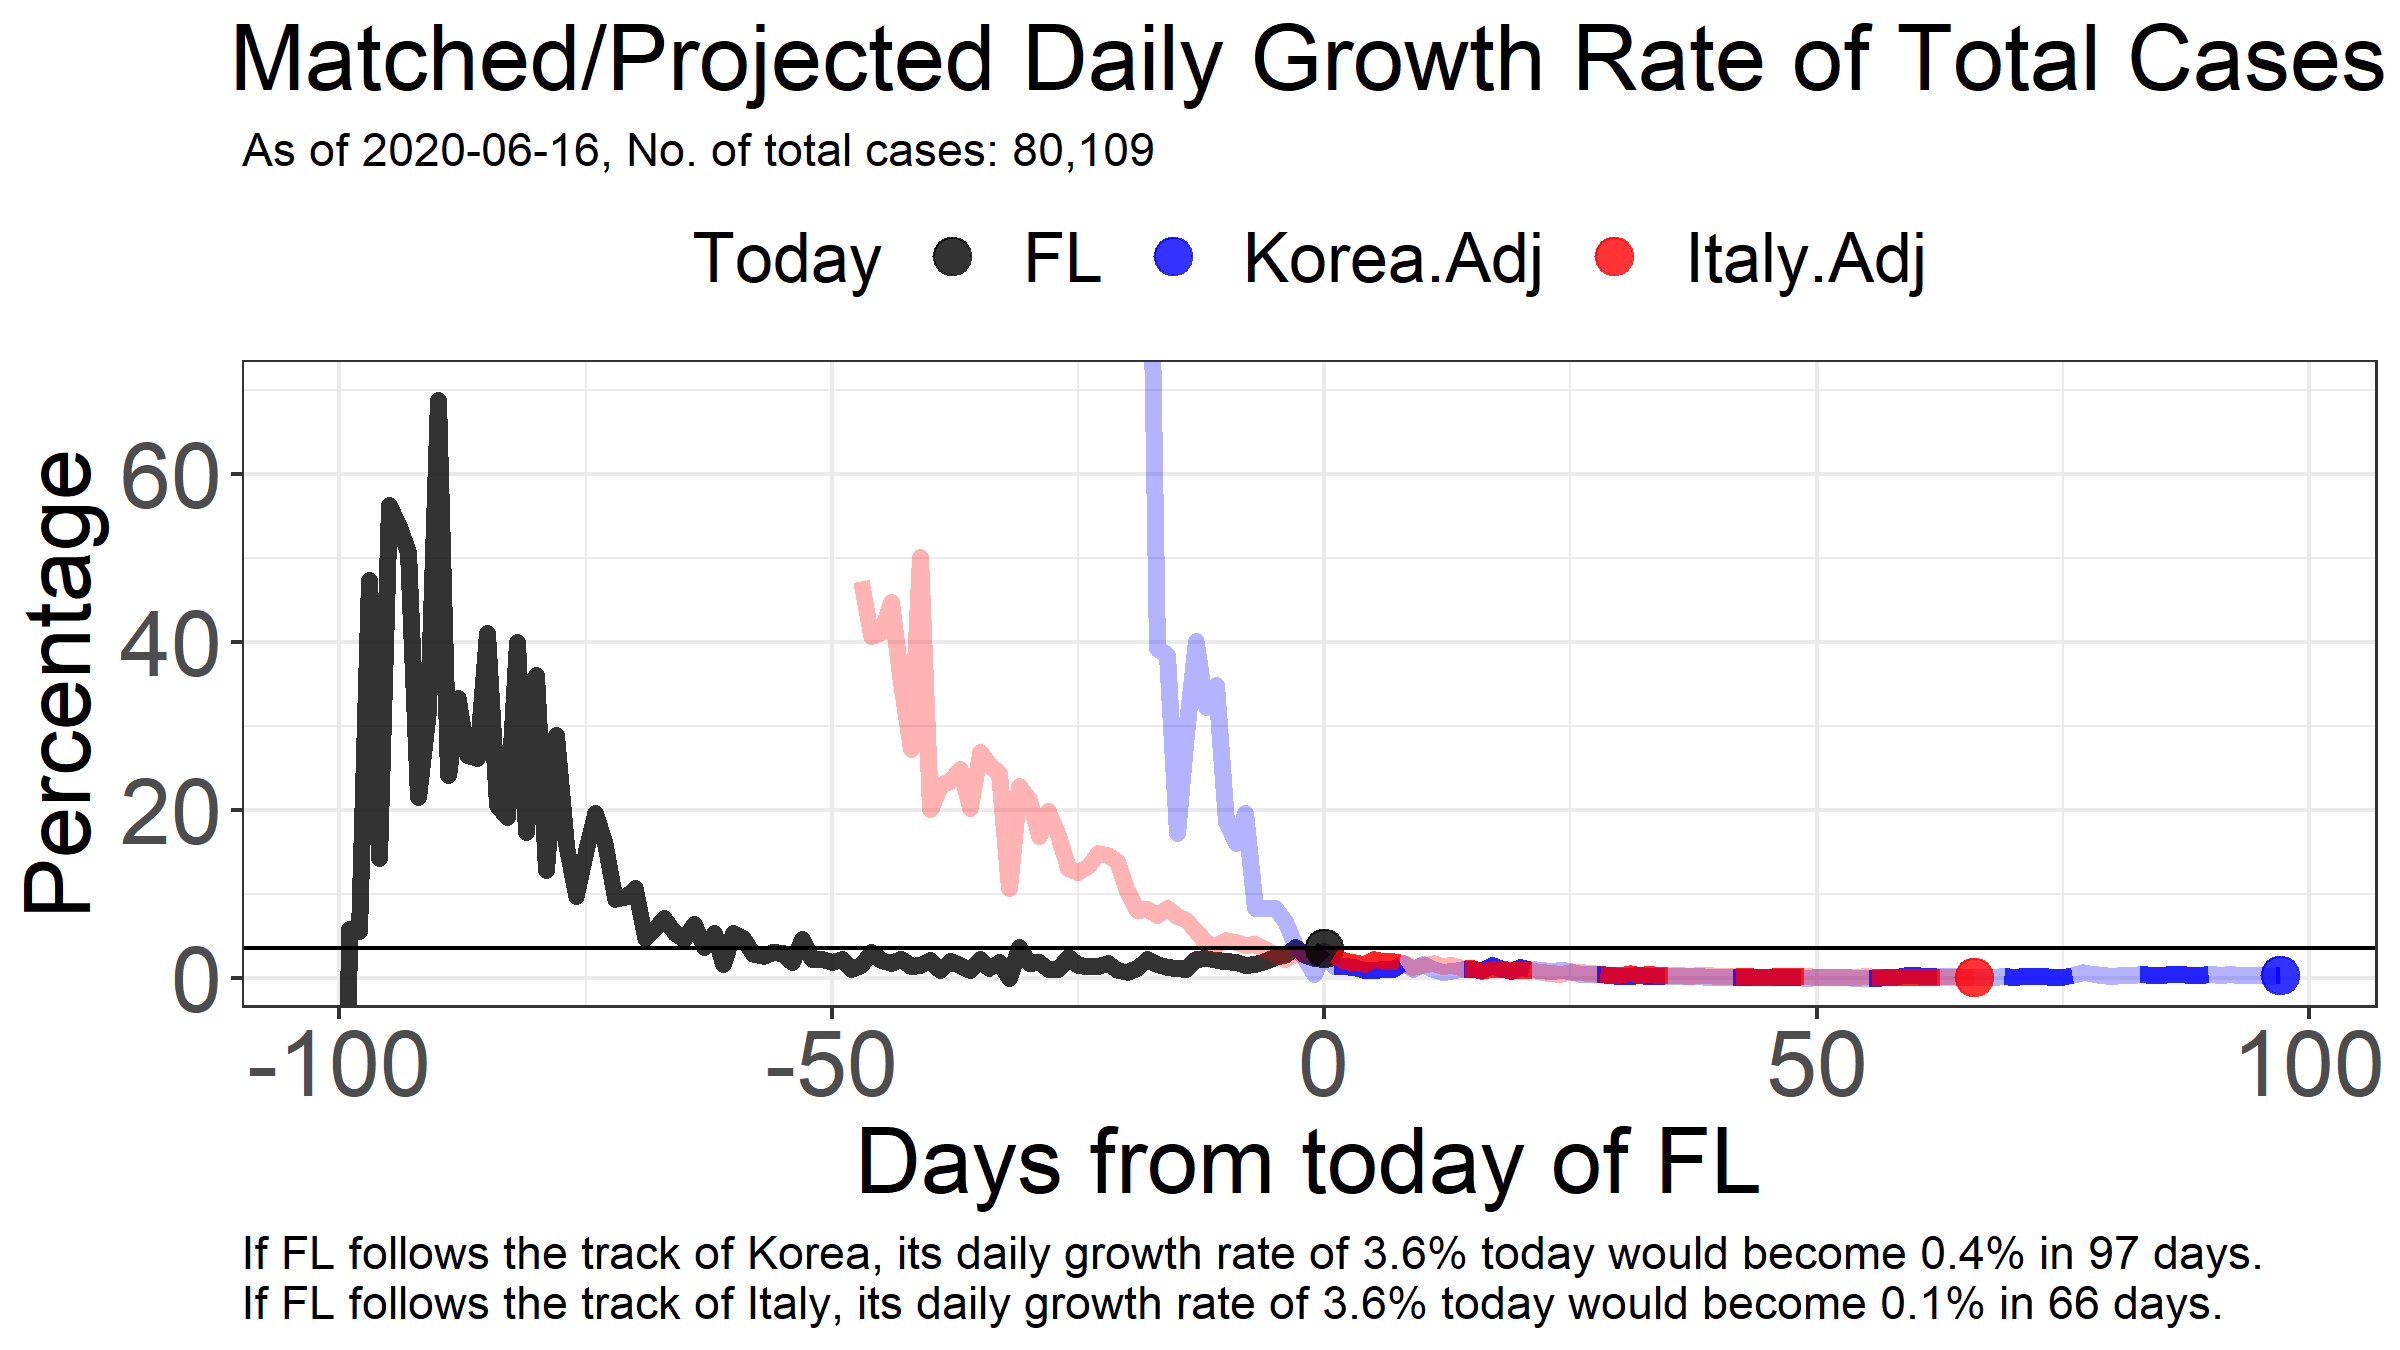 Matched/Projected Daily Growth Rate of Total Cases
As of 2020-06-16, No. of total cases: 80,109
Today FL Korea.Adj Italy.Adj
Percentage
60
40
20
0
-100 -50 0 50 100
Days from today of FL
If FL follows the track of Korea, its daily growth rate of 3.6% today would become 0.4% in 97 days.
If FL follows the track of Italy, its daily growth rate of 3.6% today would become 0.1% in 66 days.